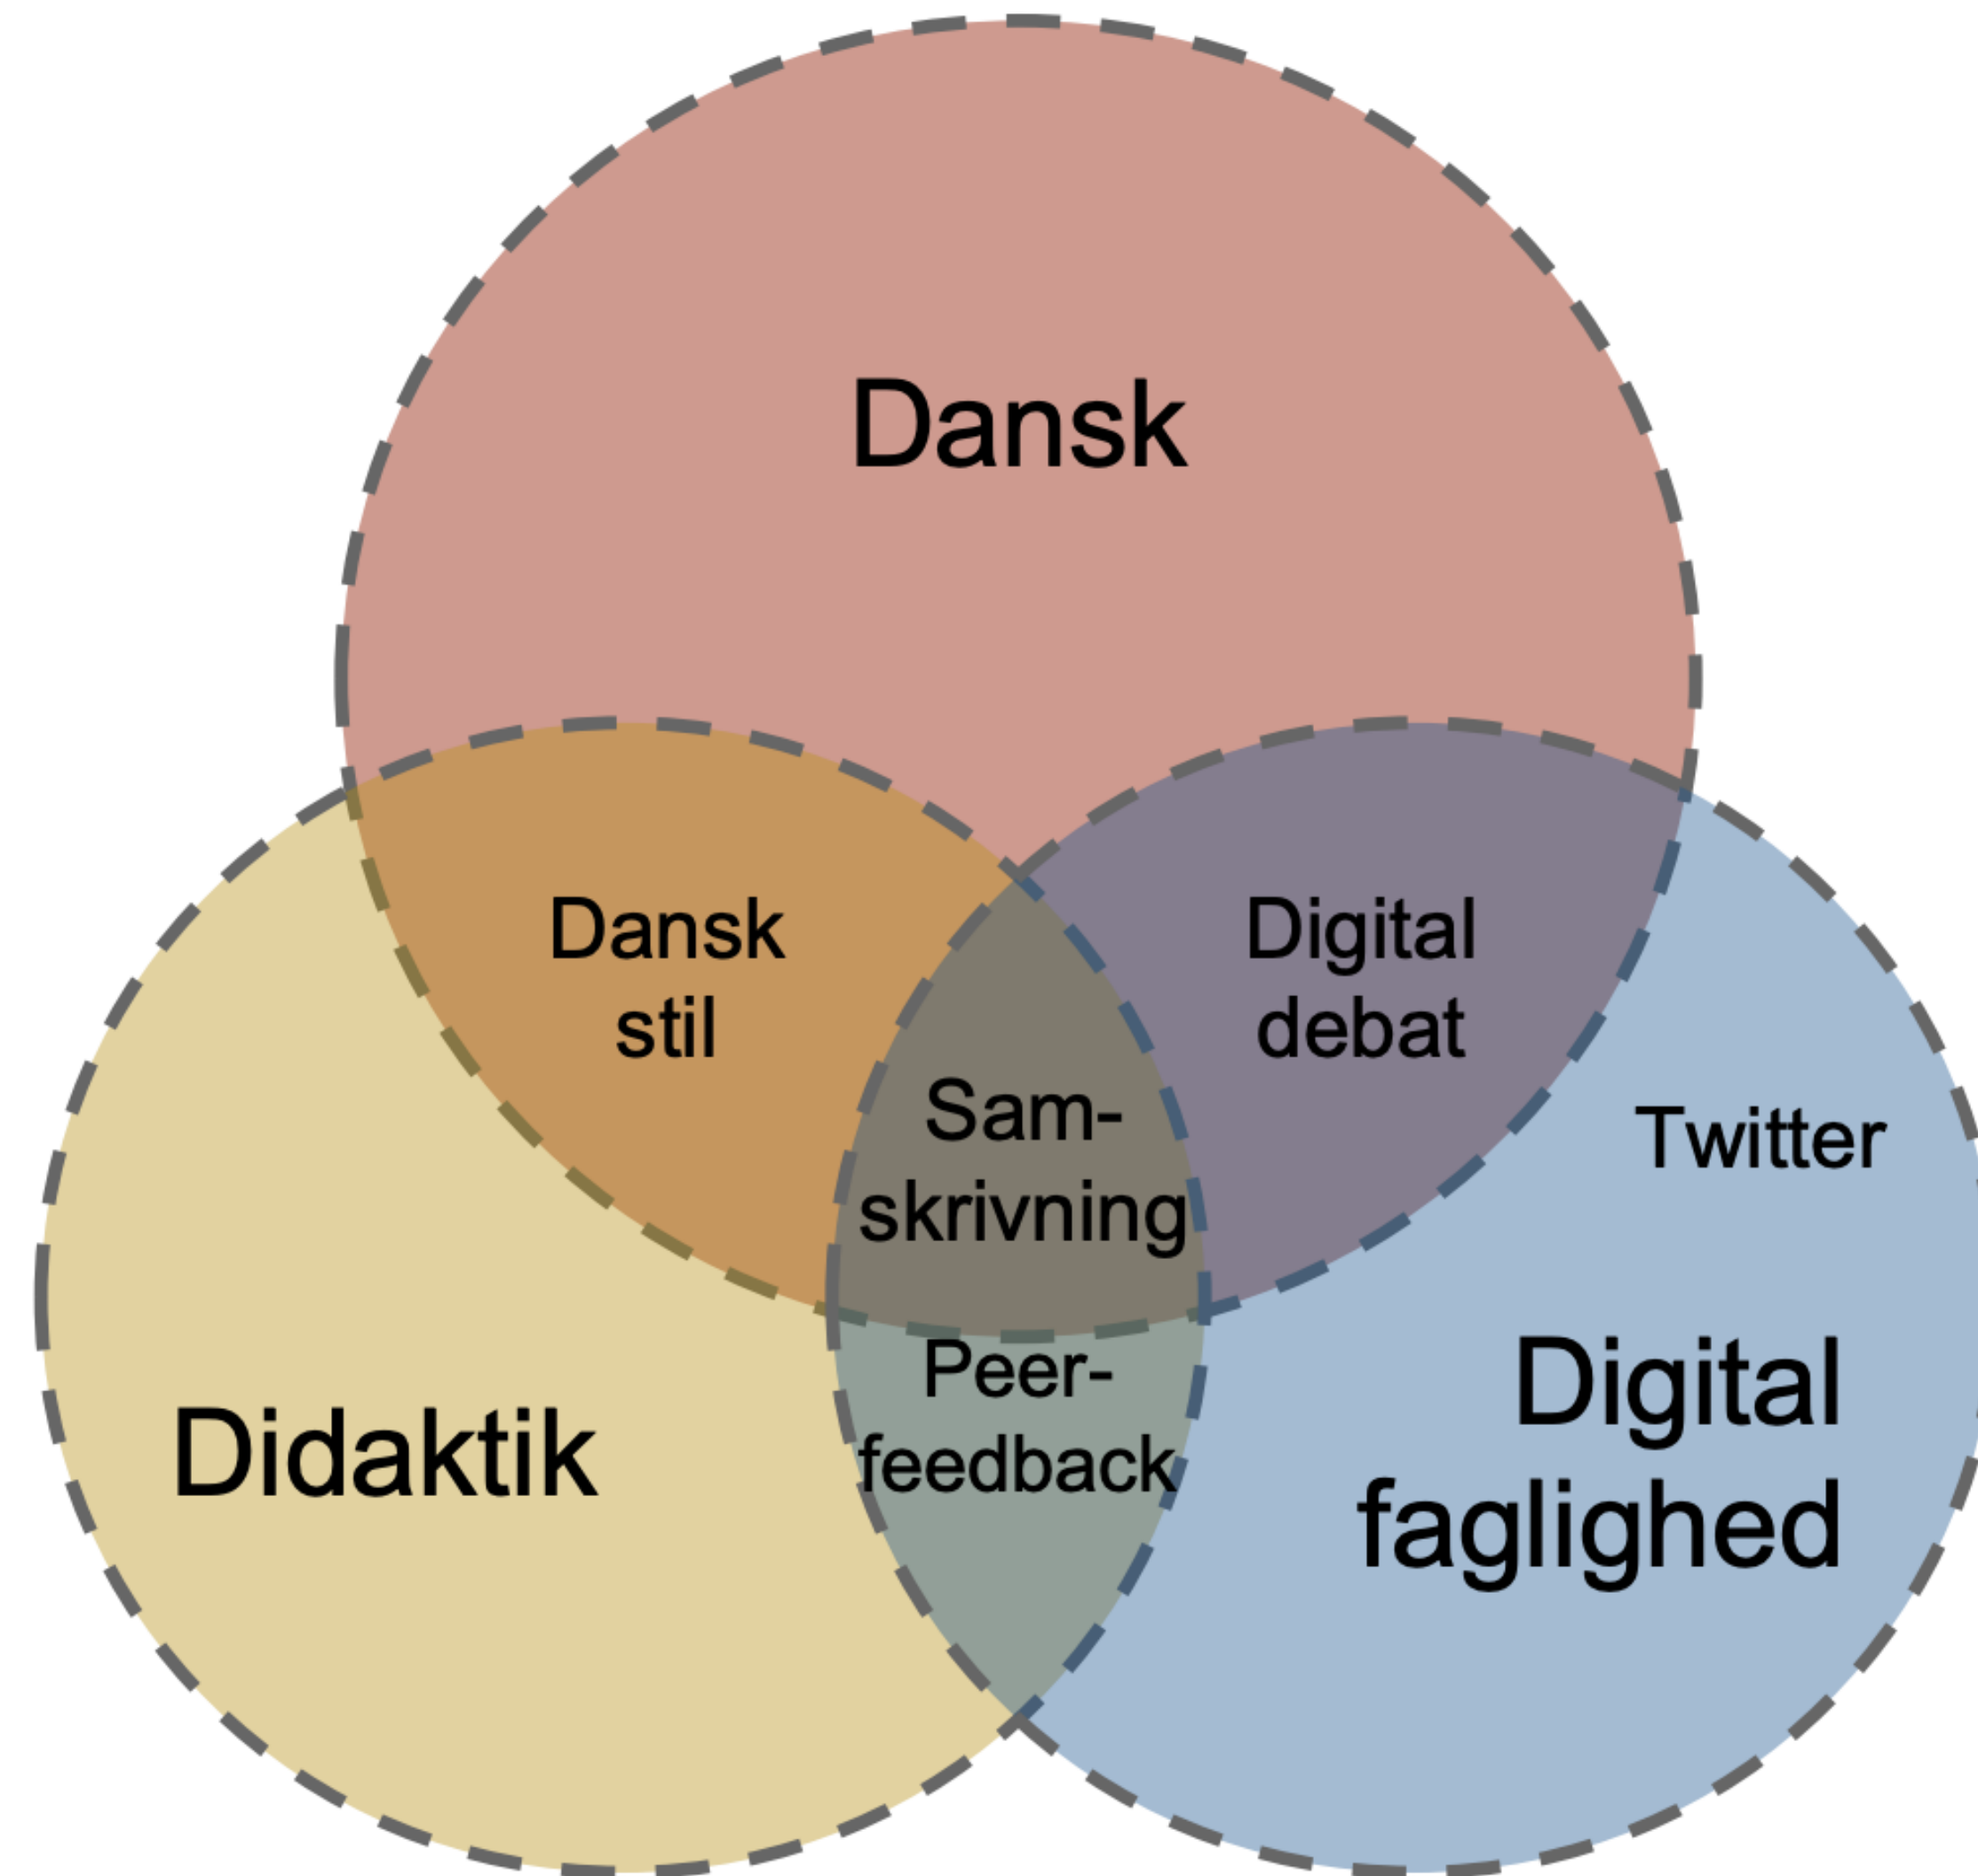 Dansk
Dansk
stil
Digital
debat
Sam-
skrivning
Twitter
Peer-
feedback
Didaktik
Digital
faglighed